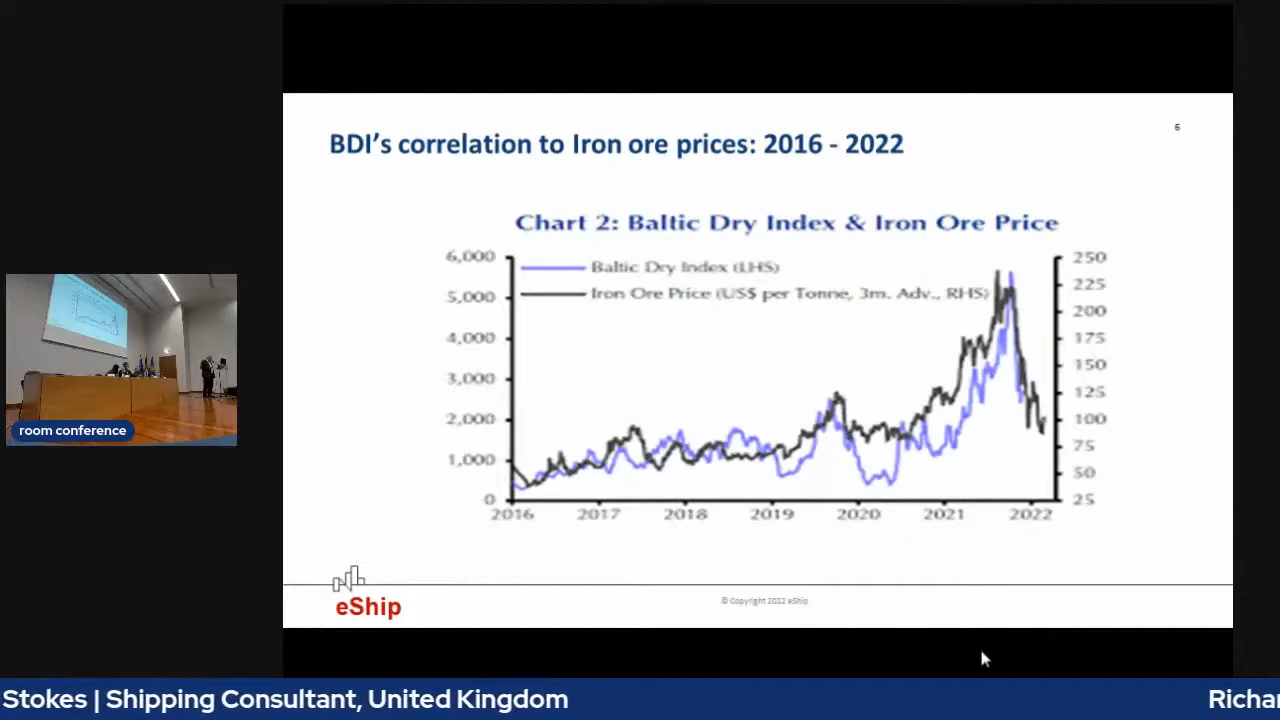 BDI's correlation to Iron ore prices: 2016 - 2022
6
Chart 2: Baltic Dry Index & Iron Ore Price
6,000
5,000
4,000
3,000
2,000
1,000
0
Baltic Dry Index (LHS)
Iron Ore Price (US$ per Tonne, 3m. Adv., RHS)
250
225
200
175
150
125
100
75
50
25
2016 2017 2018 2019 2020 2021 2022
eShip
© Copyright 2022 eShip
room conference
Stokes | Shipping Consultant, United Kingdom
Richar